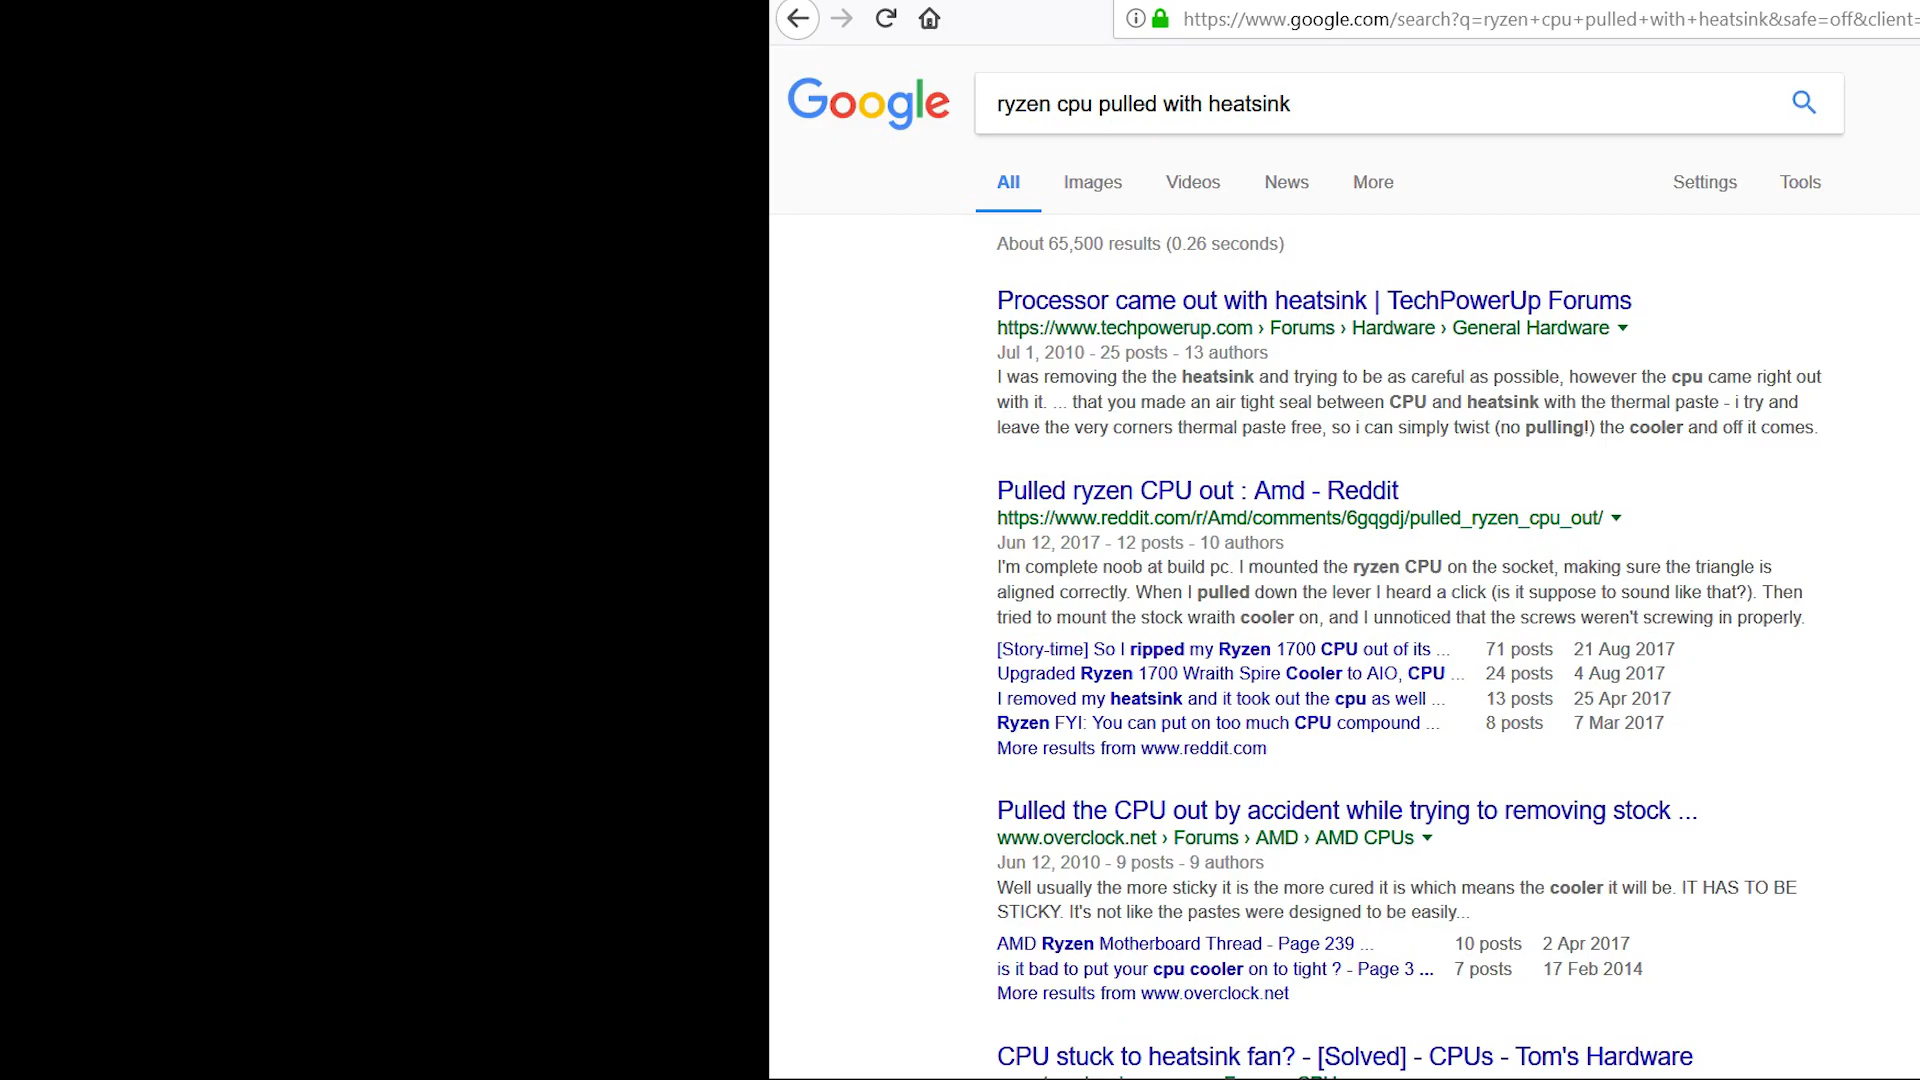 https://www.google.com/search?q=ryzen+cpu+pulled+with+heatsink&safe=off&client=
Google
ryzen cpu pulled with heatsink
All Images Videos News More Settings Tools
About 65,500 results (0.26 seconds)
Processor came out with heatsink | TechPowerUp Forums
https://www.techpowerup.com › Forums › Hardware › General Hardware
Jul 1, 2010 - 25 posts - 13 authors
I was removing the the heatsink and trying to be as careful as possible, however the cpu came right out
with it. ... that you made an air tight seal between CPU and heatsink with the thermal paste - i try and
leave the very corners thermal paste free, so i can simply twist (no pulling!) the cooler and off it comes.
Pulled ryzen CPU out : Amd - Reddit
https://www.reddit.com/r/Amd/comments/6gqgdj/pulled_ryzen_cpu_out/
Jun 12, 2017 - 12 posts - 10 authors
I'm complete noob at build pc. I mounted the ryzen CPU on the socket, making sure the triangle is
aligned correctly. When I pulled down the lever I heard a click (is it suppose to sound like that?). Then
tried to mount the stock wraith cooler on, and I unnoticed that the screws weren't screwing in properly.
[Story-time] So I ripped my Ryzen 1700 CPU out of its ... 71 posts 21 Aug 2017
Upgraded Ryzen 1700 Wraith Spire Cooler to AIO, CPU ... 24 posts 4 Aug 2017
I removed my heatsink and it took out the cpu as well ... 13 posts 25 Apr 2017
Ryzen FYI: You can put on too much CPU compound ... 8 posts 7 Mar 2017
More results from www.reddit.com
Pulled the CPU out by accident while trying to removing stock ...
www.overclock.net › Forums › AMD › AMD CPUs
Jun 12, 2010 - 9 posts - 9 authors
Well usually the more sticky it is the more cured it is which means the cooler it will be. IT HAS TO BE
STICKY. It's not like the pastes were designed to be easily...
AMD Ryzen Motherboard Thread - Page 239 ... 10 posts 2 Apr 2017
is it bad to put your cpu cooler on to tight ? - Page 3 ... 7 posts 17 Feb 2014
More results from www.overclock.net
CPU stuck to heatsink fan? - [Solved] - CPUs - Tom's Hardware